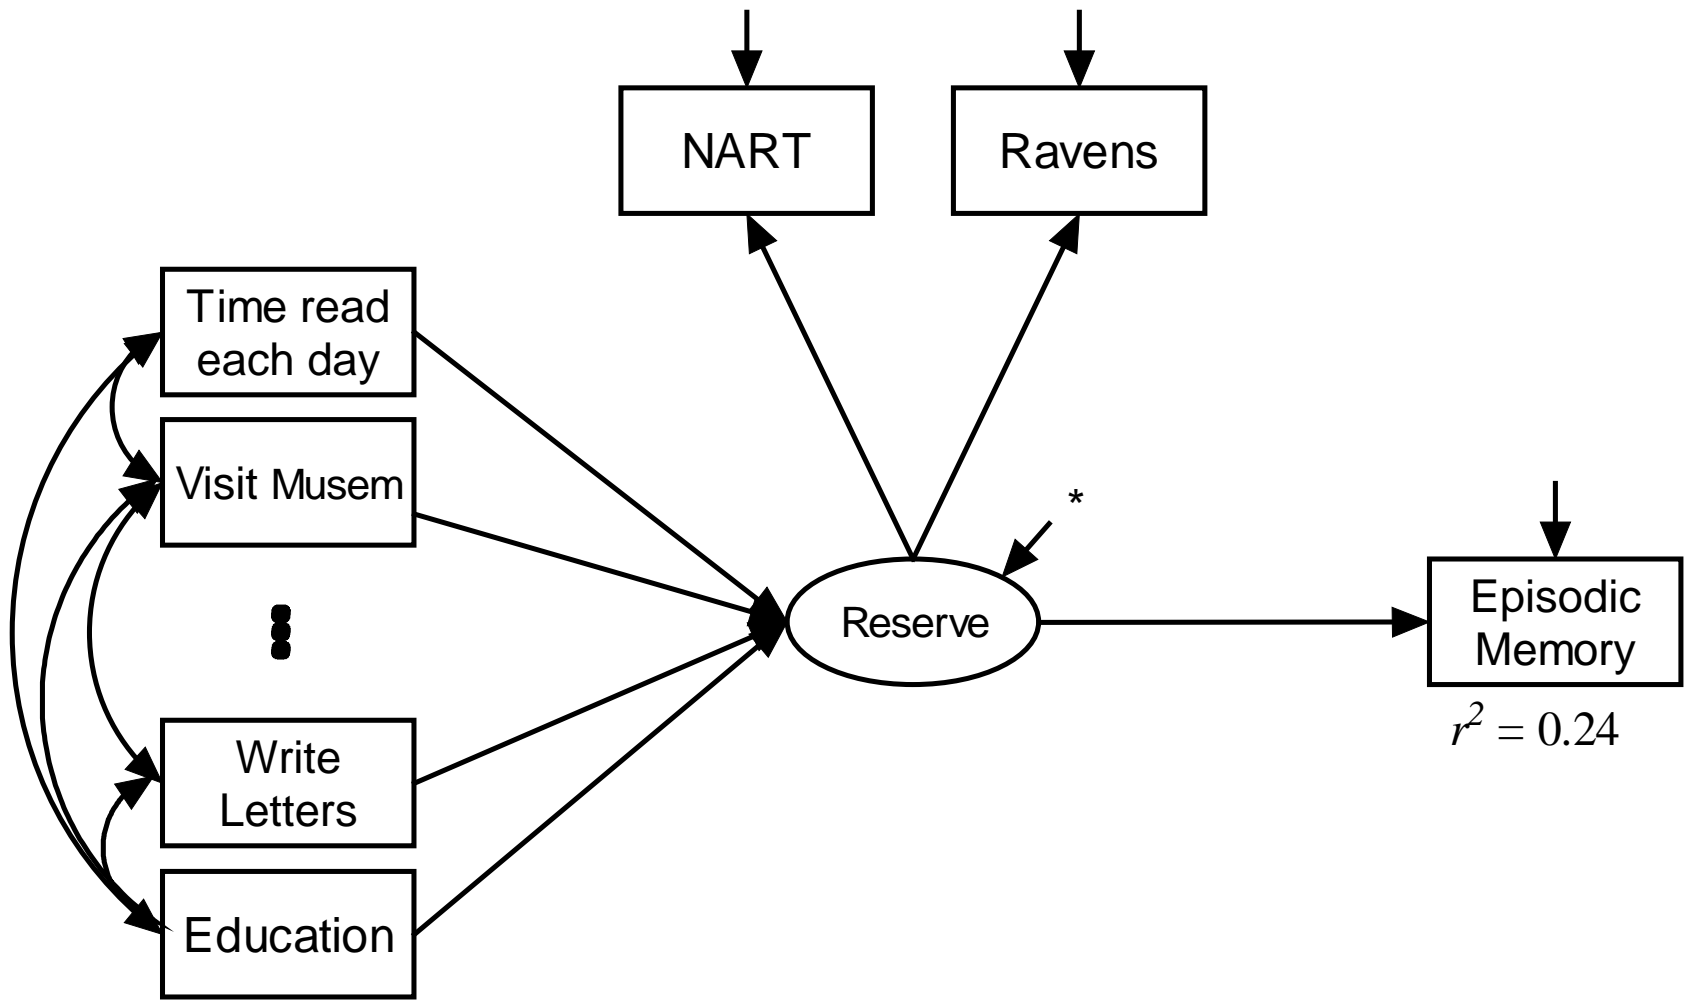 NART
Ravens
Time read
each day
Visit Musem
*
Reserve
Episodic
Memory
r² = 0.24
Write
Letters
Education